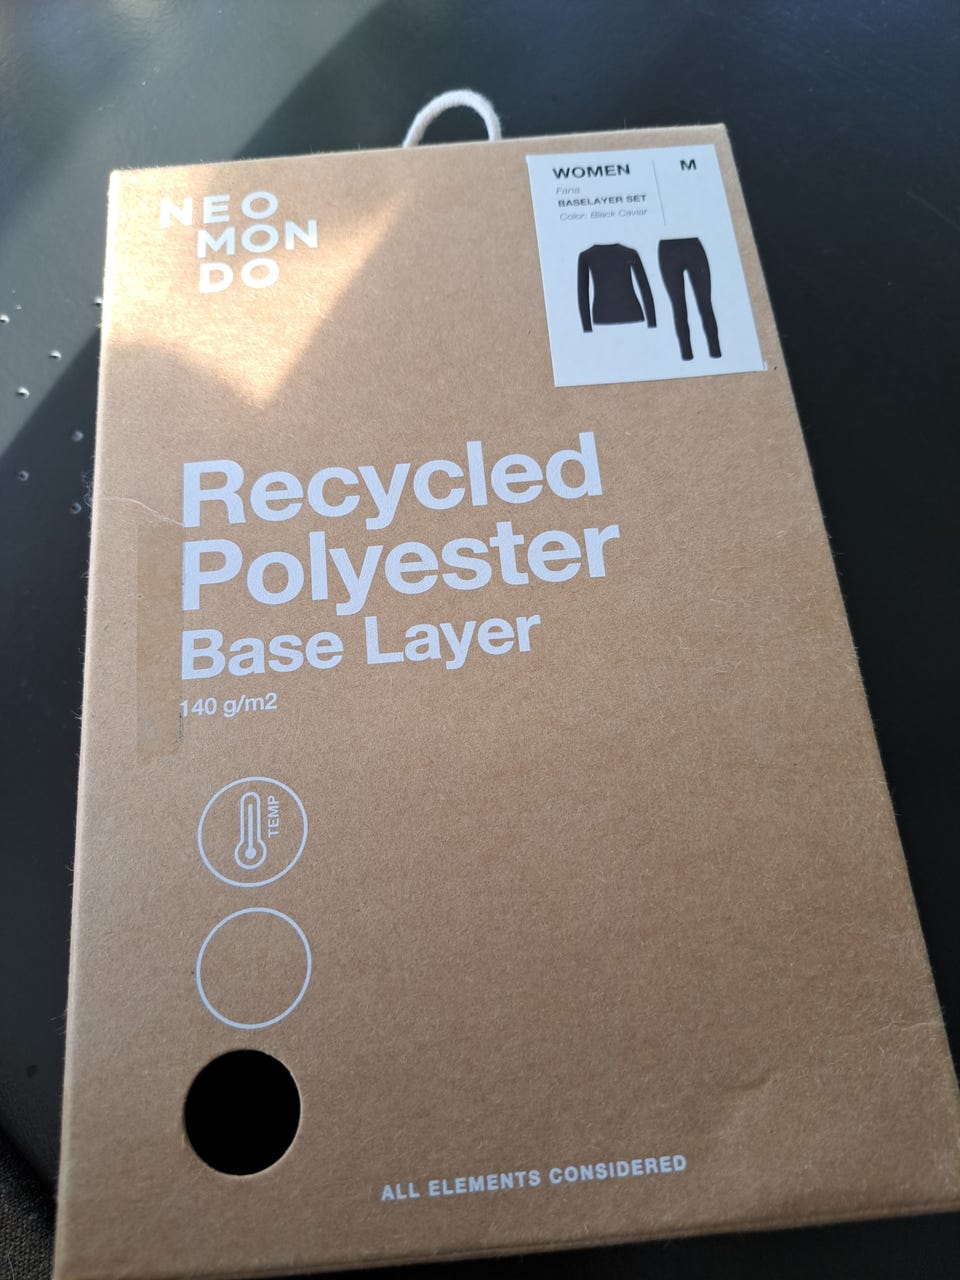 NEO
MON
DO
WOMEN
M
Fana
BASELAYER SET
Color: Black Caviar
Recycled
Polyester
Base Layer
140 g/m2
TEMP
ALL ELEMENTS CONSIDERED